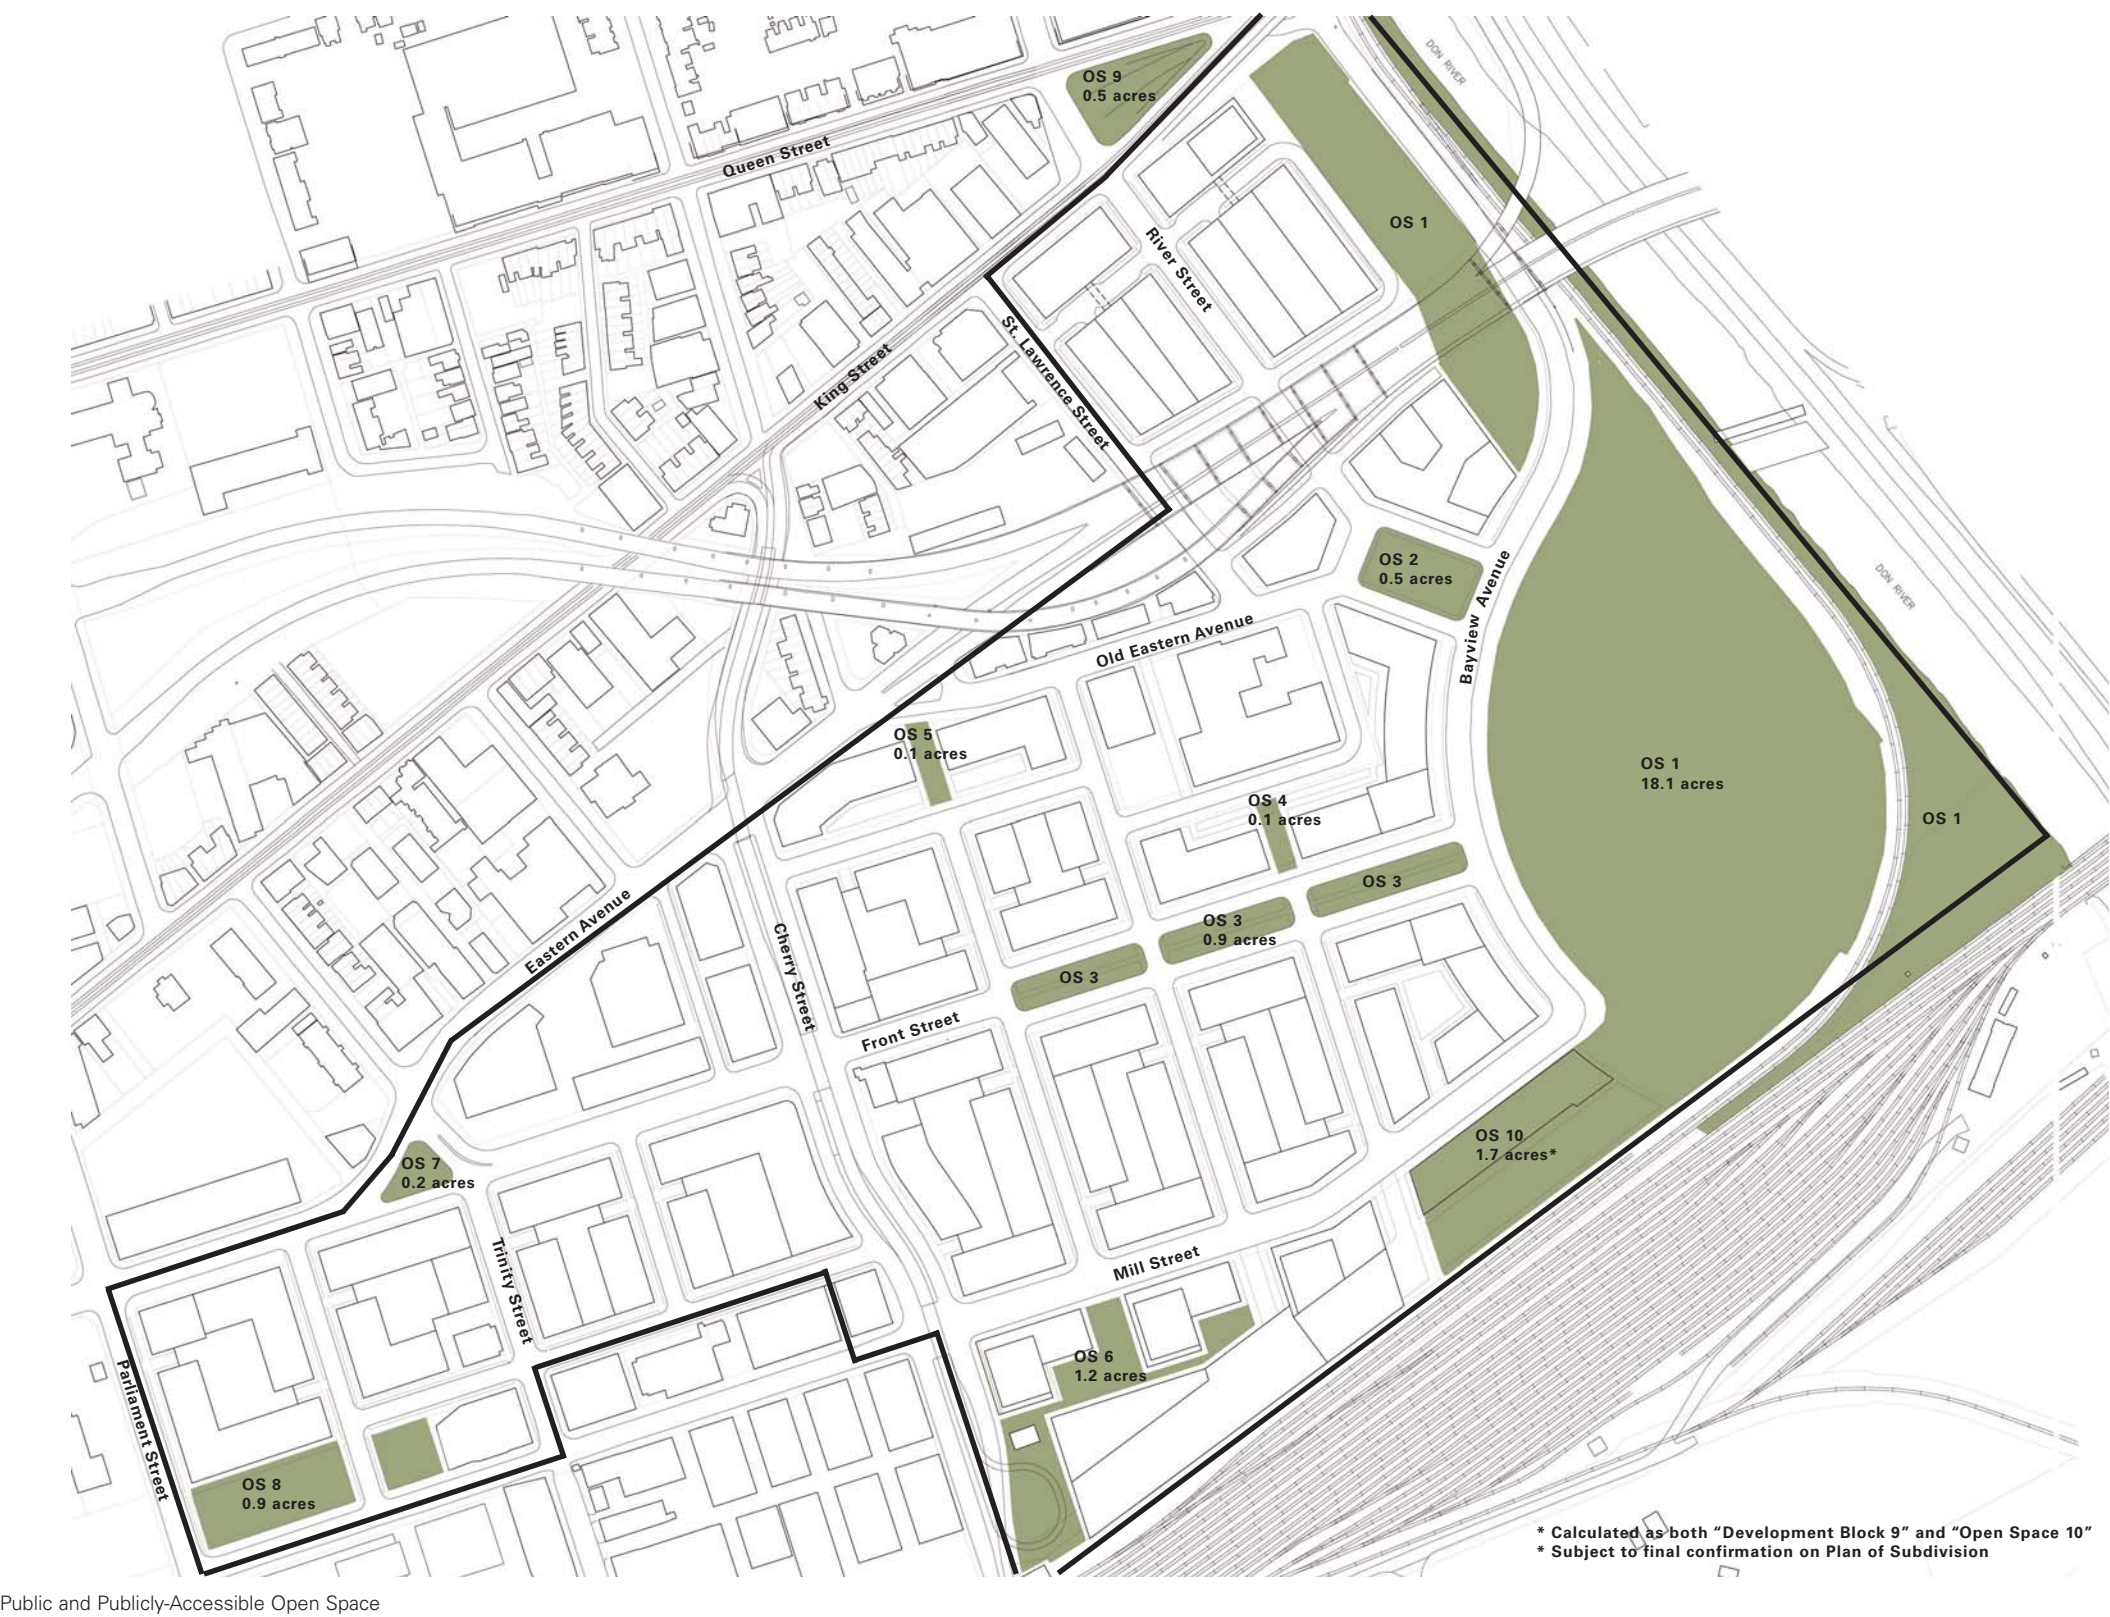 DON RIVER
OS 9
0.5 acres
Queen Street
OS 1
River Street
St. Lawrence Street
King Street
OS 2
0.5 acres
DON RIVER
Bayview Avenue
Old Eastern Avenue
OS 5
0.1 acres
OS 1
18.1 acres
OS 4
0.1 acres
OS 1
OS 3
Eastern Avenue
Cherry Street
OS 3
0.9 acres
OS 3
Front Street
OS 10
1.7 acres*
OS 7
0.2 acres
Trinity Street
Mill Street
OS 6
1.2 acres
Parliament Street
OS 8
0.9 acres
* Calculated as both “Development Block 9” and “Open Space 10”
* Subject to final confirmation on Plan of Subdivision
Public and Publicly-Accessible Open Space